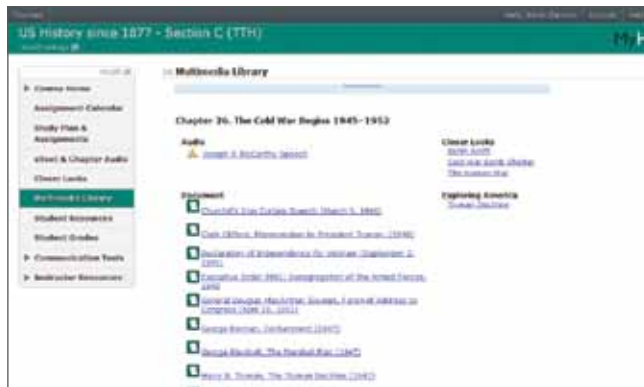 US History since 1877 - Section C (TTH)
MyH
Course Home
Assignment Calendar
Study Plan &
Assignments
eText & Chapter Audio
Closer Looks
Multimedia Library
Student Resources
Student Grades
Communication Tools
Instructor Resources
Multimedia Library
Chapter 26. The Cold War Begins 1945-1952
Audio
Joseph R McCarthy Speech
Closer Looks
Berlin Airlift
The Korean War
Document
Churchill's Iron Curtain Speech (March 5, 1946)
Clark Clifford, Memorandum to President Truman (1946)
Declaration of Independence for Vietnam (September 2,
1945)
Executive Order 9981, Desegregation of the Armed Forces,
1948
General Douglas MacArthur, Farewell Address to
Congress (April 19, 1951)
George Kennan, Containment (1947)
George Marshall, The Marshall Plan (1947)
Harry S. Truman, The Truman Doctrine (1947)
Exploring America
Truman Doctrine